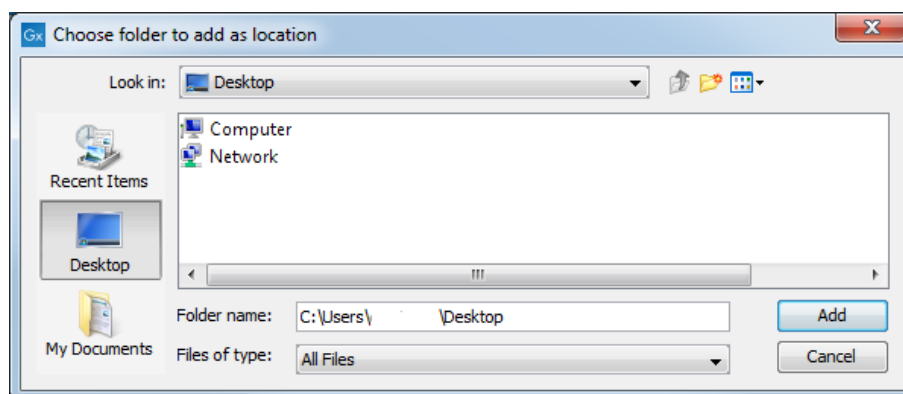 Gx Choose folder to add as location
Look in: Desktop
Computer
Network
Recent Items
Desktop
My Documents
Folder name: C:\Users\ \Desktop
Add
Files of type: All Files
Cancel